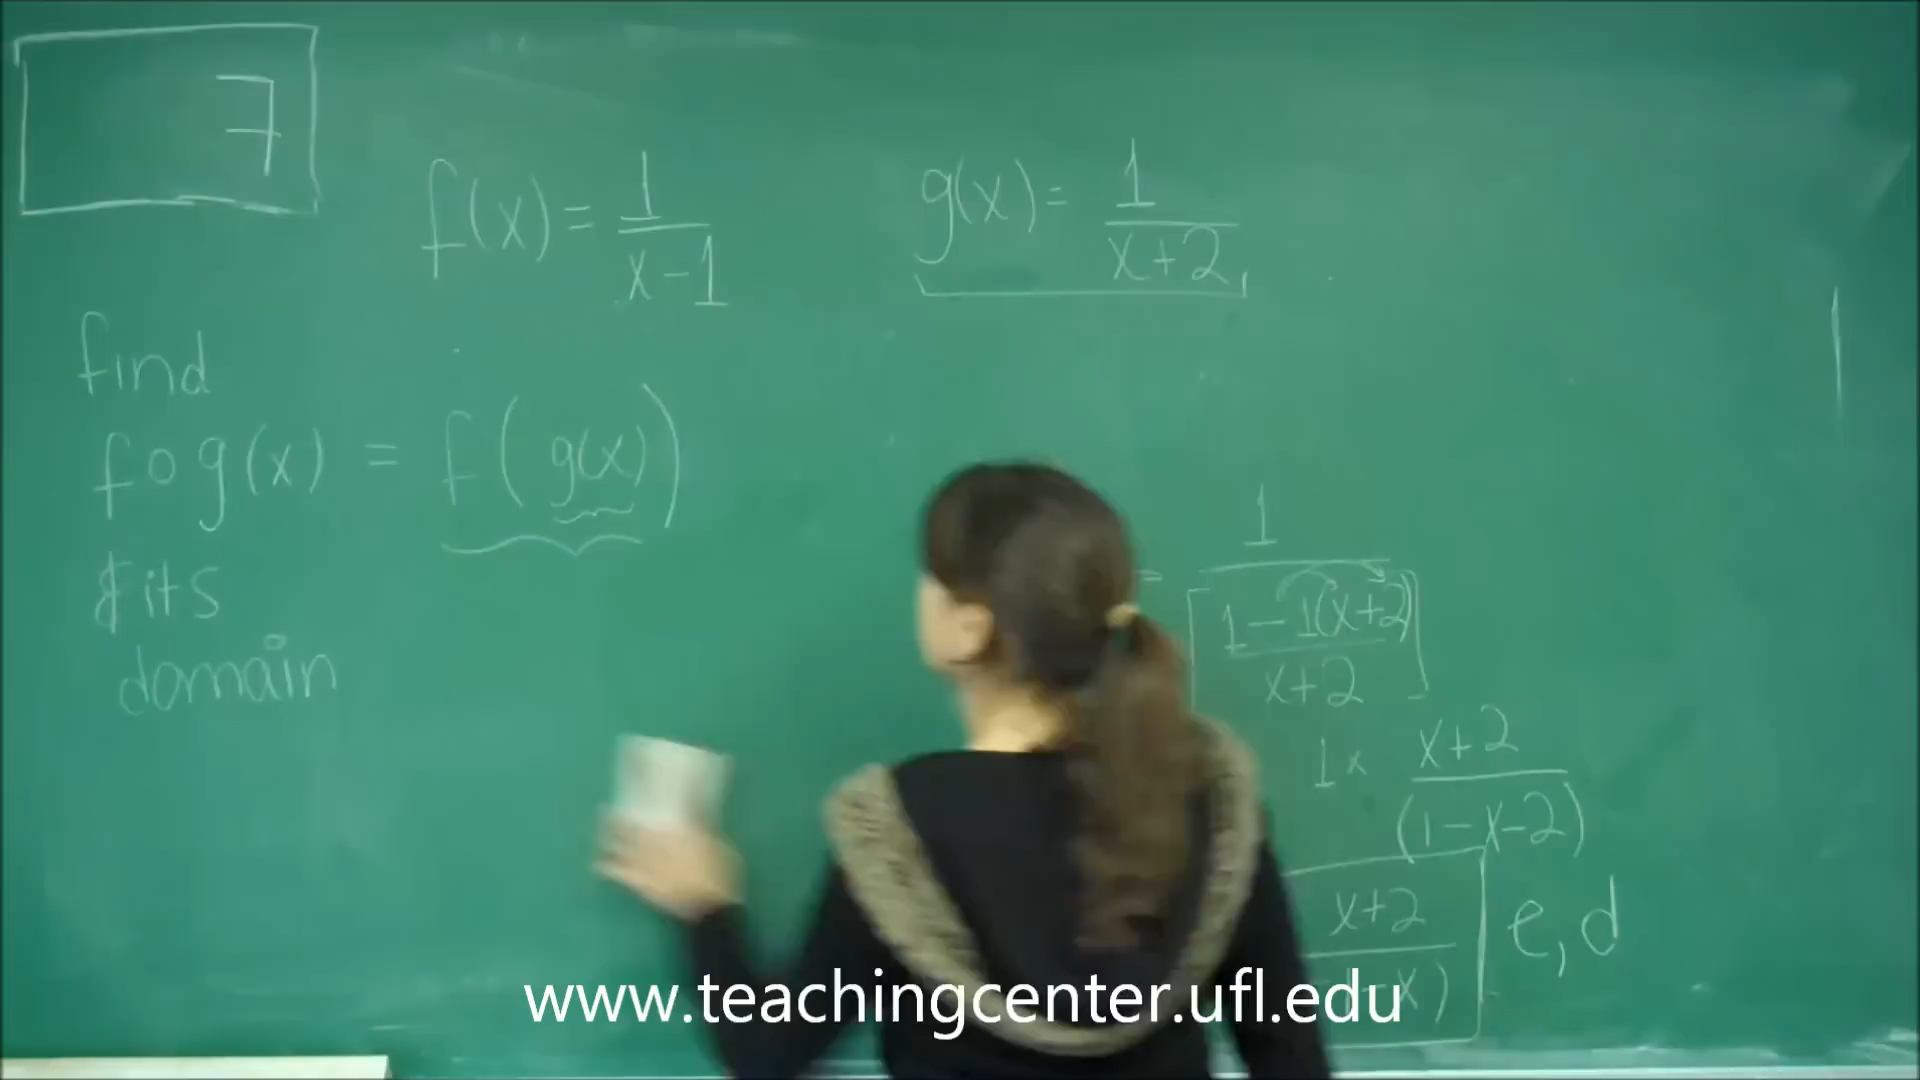 7
f(x) = 1/(x-1)
g(x) = 1/(x+2)
find
fog(x) = f(g(x))
& its
domain
= 1/[(1-1(x+2))/(x+2)]
1 × (x+2)/(1-x-2)
x+2
-x)
e, d
www.teachingcenter.ufl.edu